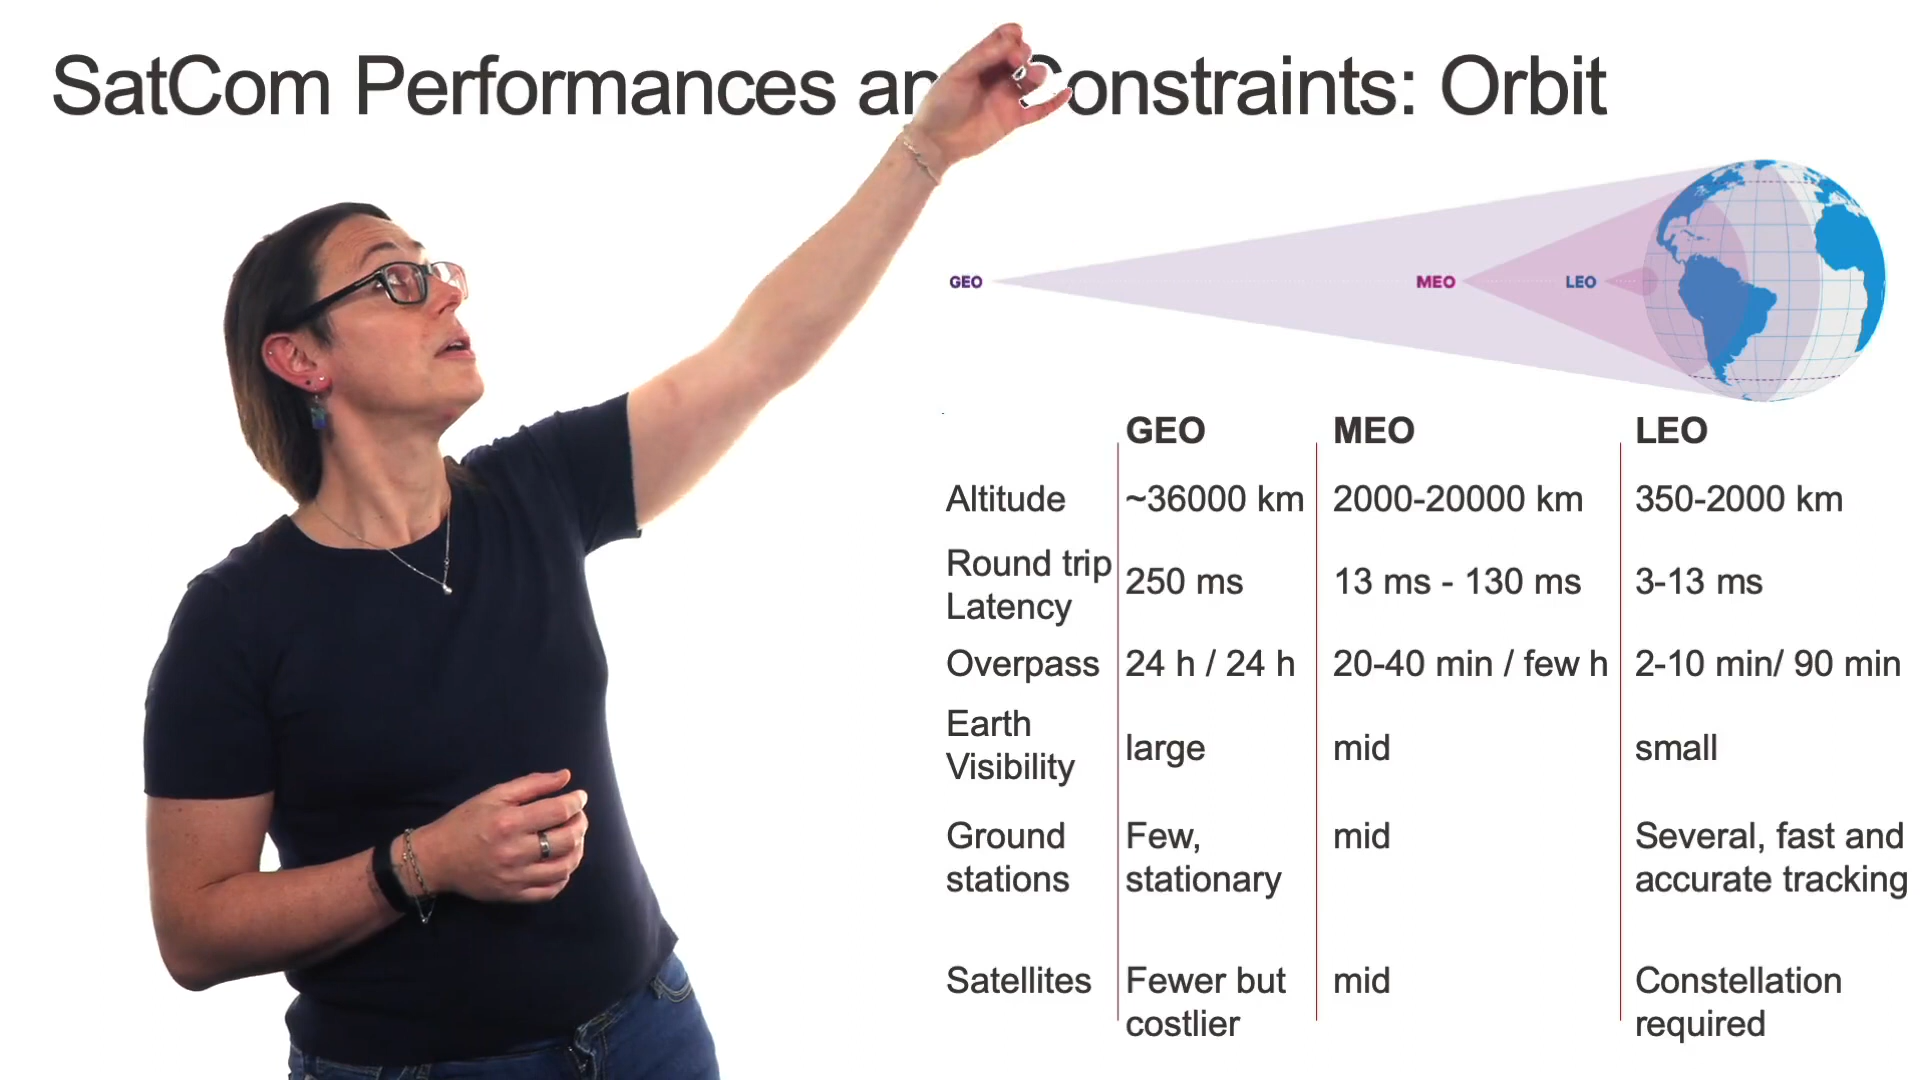 SatCom Performances an Constraints: Orbit
GEO MEO LEO
GEO MEO LEO
Altitude ~36000 km 2000-20000 km 350-2000 km
Round trip
Latency 250 ms 13 ms - 130 ms 3-13 ms
Overpass 24 h / 24 h 20-40 min / few h 2-10 min/ 90 min
Earth
Visibility large mid small
Ground Few, mid Several, fast and
stations stationary accurate tracking
Satellites Fewer but mid Constellation
costlier required